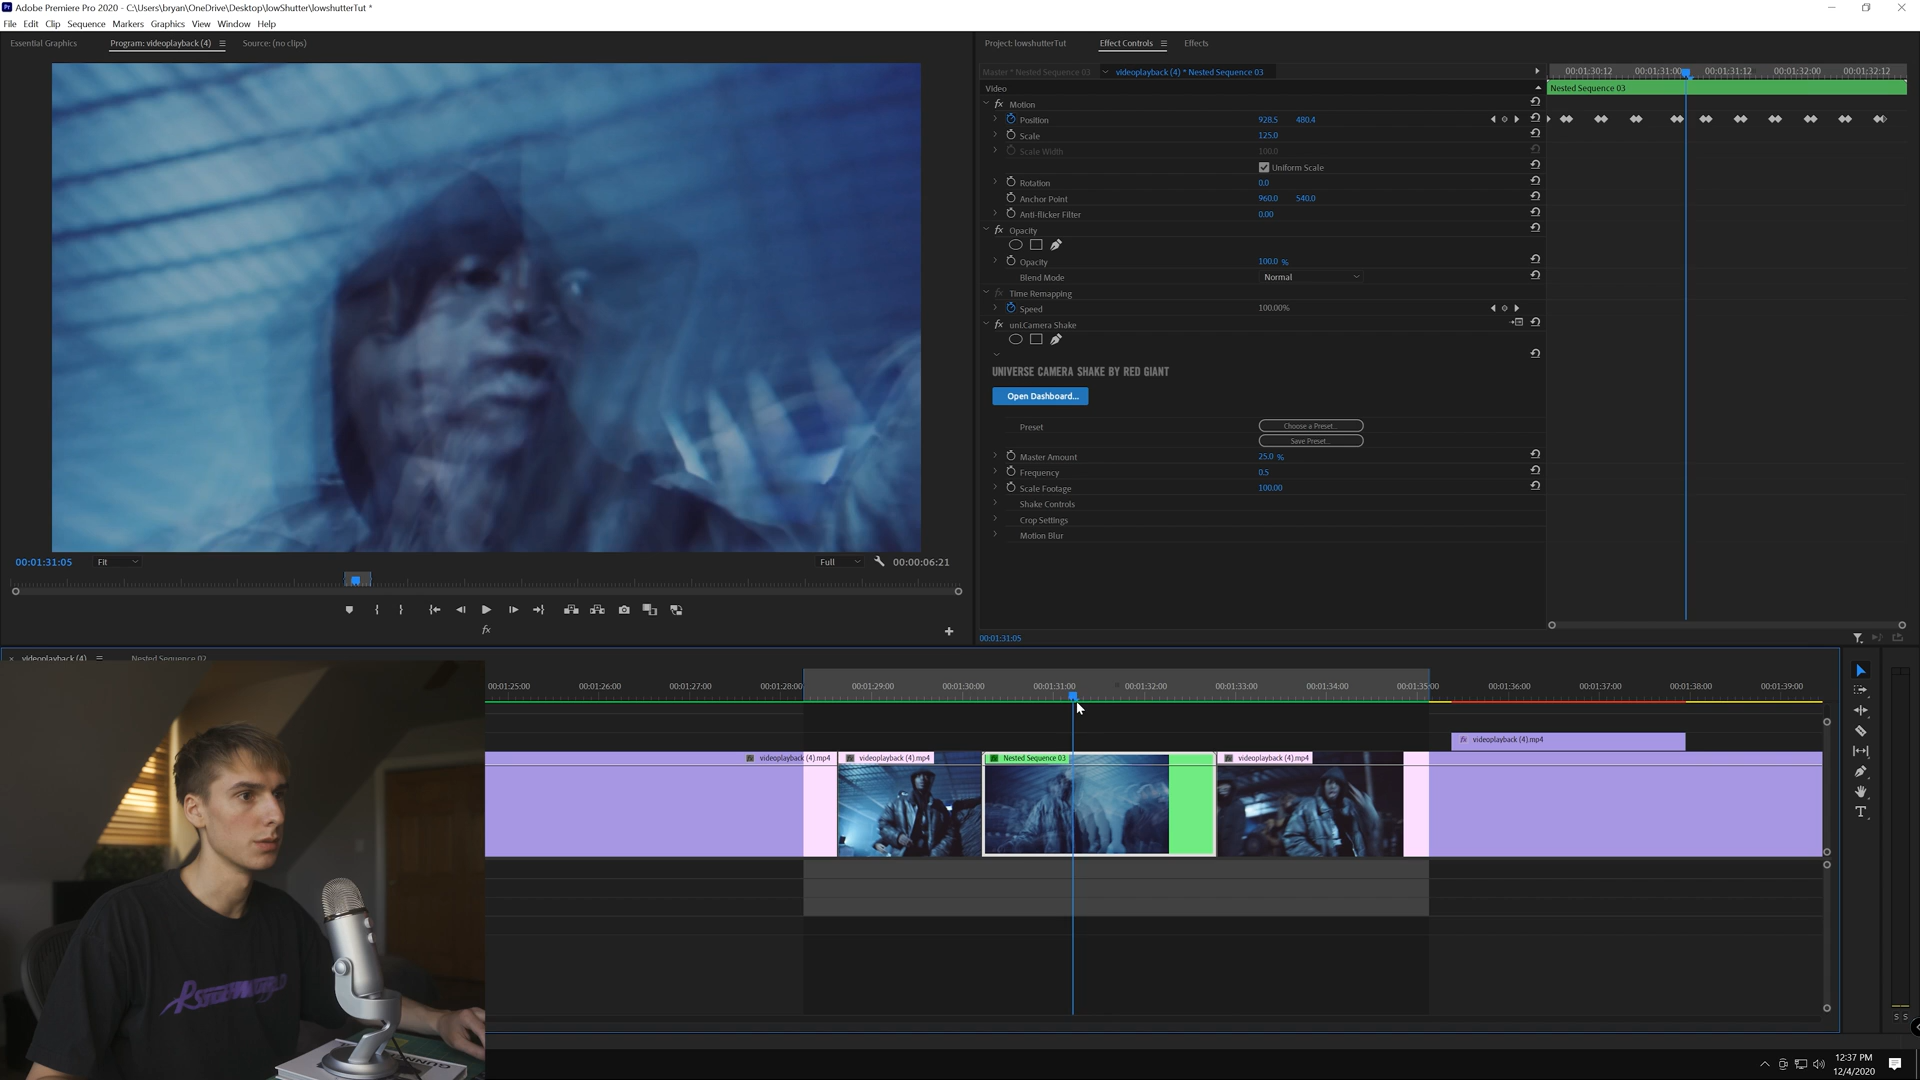 Adobe Premiere Pro 2020 - C:\Users\bryan\OneDrive\Desktop\lowShutter\lowshutterTut *
File Edit Clip Sequence Markers Graphics View Window Help
Essential Graphics Program: videoplayback (4) Source: (no clips) Project: lowshutterTut Effect Controls Effects
Master * Nested Sequence 03 videoplayback (4) * Nested Sequence 03 00:01:30:12 00:01:31:00 00:01:31:12 00:01:32:00 00:01:32:12
Video Nested Sequence 03
fx Motion
Position 928.5 480.4
Scale 125.0
Scale Width 100.0
Uniform Scale
Rotation 0.0
Anchor Point 960.0 540.0
Anti-flicker Filter 0.00
fx Opacity
Opacity 100.0 %
Blend Mode Normal
fx Time Remapping
Speed 100.00%
fx uni.Camera Shake
UNIVERSE CAMERA SHAKE BY RED GIANT
Open Dashboard...
Preset Choose a Preset...
Save Preset...
Master Amount 25.0 %
Frequency 0.5
Scale Footage 100.00
Shake Controls
Crop Settings
Motion Blur
00:01:31:05 Fit Full 00:00:06:21
fx
00:01:31:05
videoplayback (4) Nested Sequence 02
00:01:25:00 00:01:26:00 00:01:27:00 00:01:28:00 00:01:29:00 00:01:30:00 00:01:31:00 00:01:32:00 00:01:33:00 00:01:34:00 00:01:35:00 00:01:36:00 00:01:37:00 00:01:38:00 00:01:39:00
fx videoplayback (4).mp4
videoplayback (4).mp4 videoplayback (4).mp4 Nested Sequence 03 videoplayback (4).mp4
S S
12:37 PM
12/4/2020